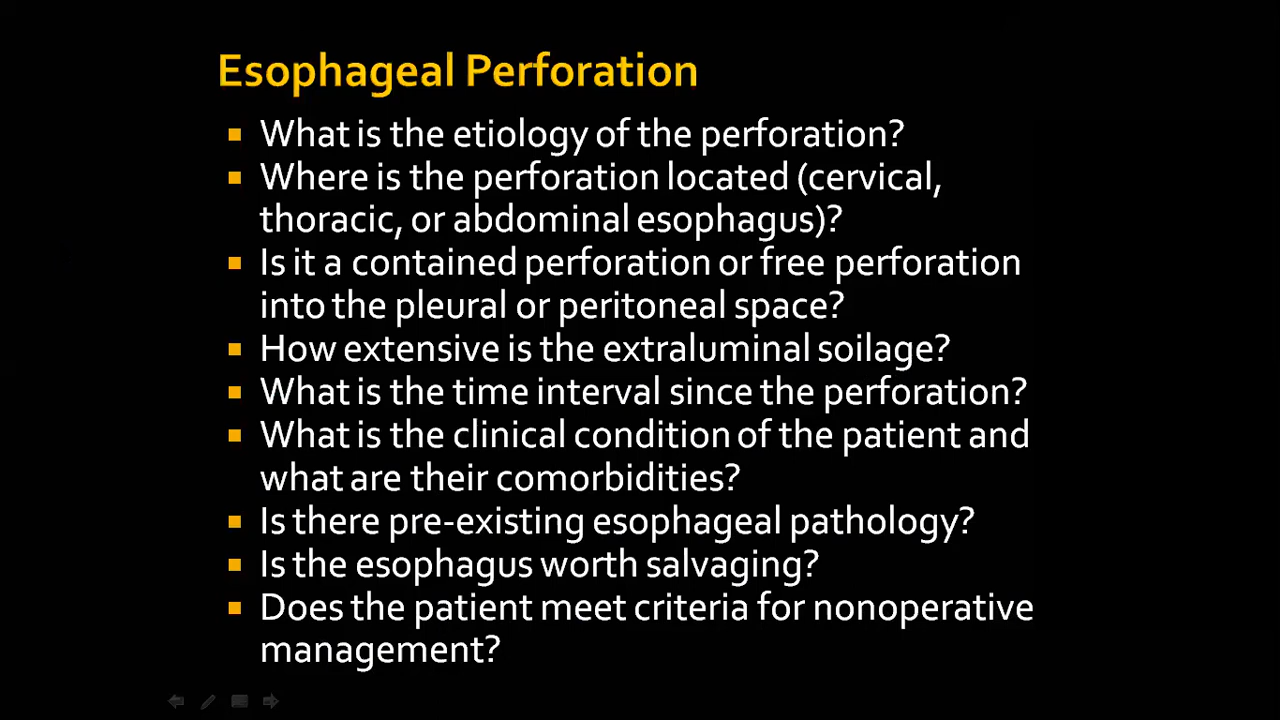 Esophageal Perforation
What is the etiology of the perforation?
Where is the perforation located (cervical,
thoracic, or abdominal esophagus)?
Is it a contained perforation or free perforation
into the pleural or peritoneal space?
How extensive is the extraluminal soilage?
What is the time interval since the perforation?
What is the clinical condition of the patient and
what are their comorbidities?
Is there pre-existing esophageal pathology?
Is the esophagus worth salvaging?
Does the patient meet criteria for nonoperative
management?